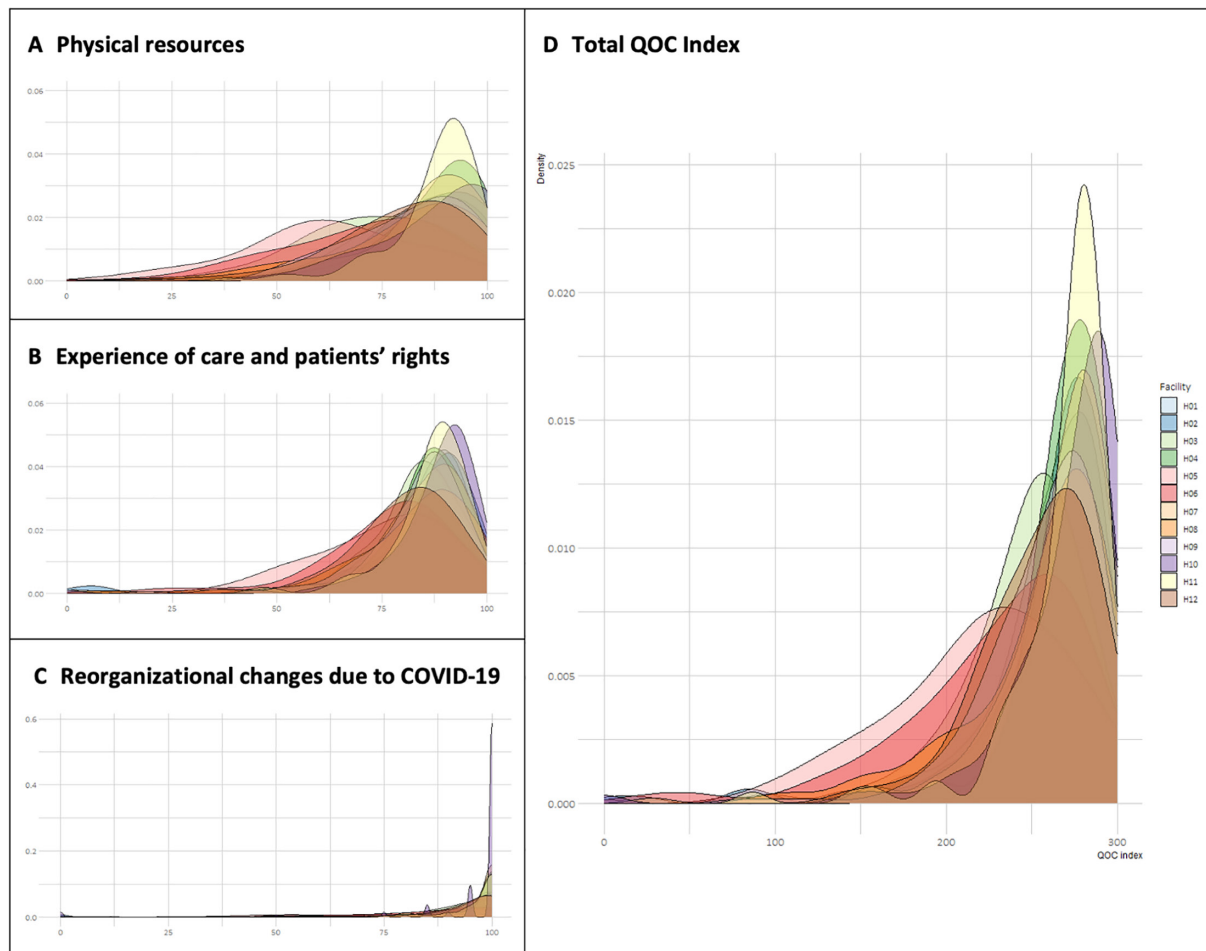 A Physical resources
0.06
0.04
0.02
0.00
0 25 50 75 100
B Experience of care and patients’ rights
0.06
0.04
0.02
0.00
0 25 50 75 100
C Reorganizational changes due to COVID-19
0.6
0.4
0.2
0.0
0 25 50 75 100
D Total QOC Index
Density
0.025
0.020
0.015
0.010
0.005
0.000
0 100 200 300
QOC index
Facility
H01
H02
H03
H04
H05
H06
H07
H08
H09
H10
H11
H12